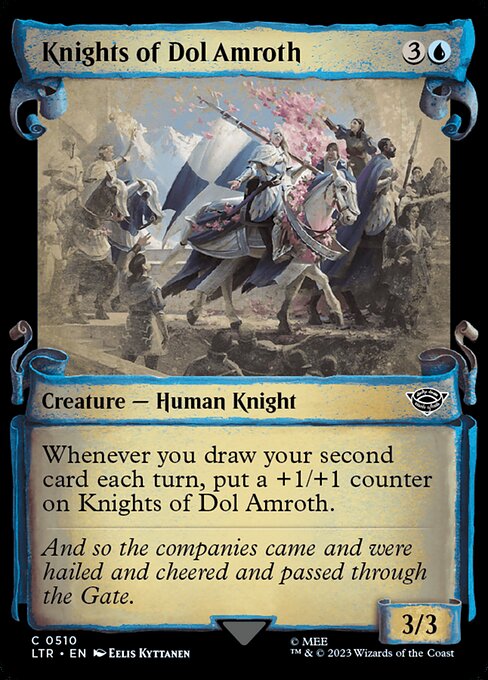 Knights of Dol Amroth 3
Creature — Human Knight
Whenever you draw your second
card each turn, put a +1/+1 counter
on Knights of Dol Amroth.
And so the companies came and were
hailed and cheered and passed through
the Gate.
3/3
C 0510
LTR • EN Eelis Kyttanen
© MEE
™ & © 2023 Wizards of the Coast